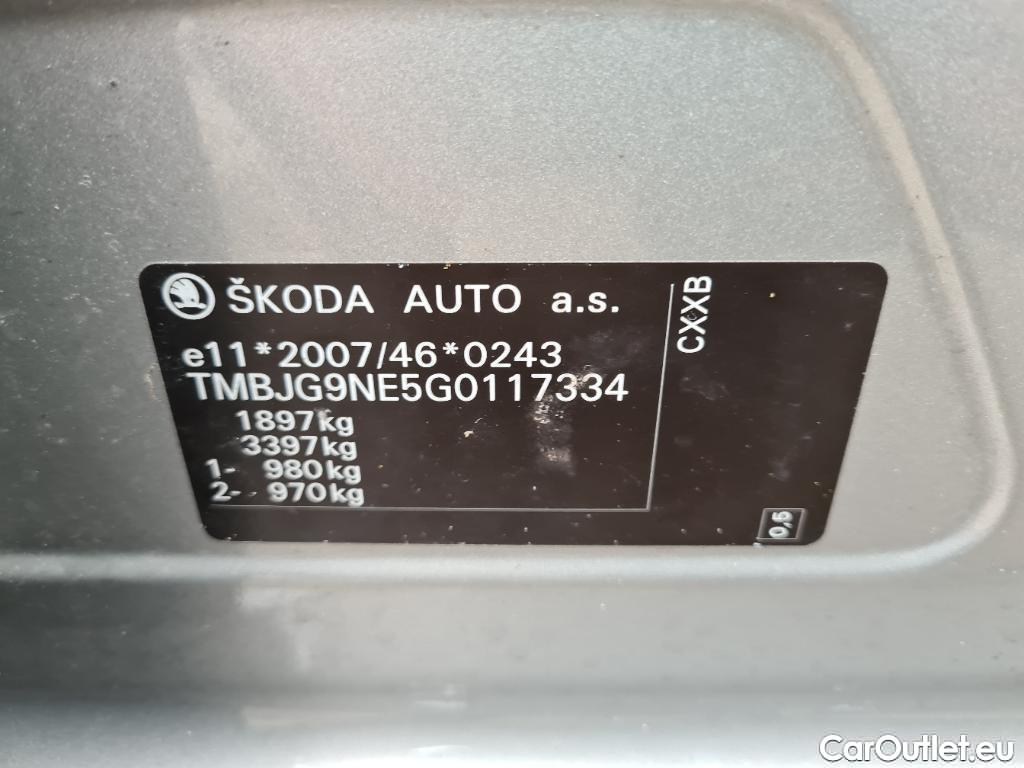 ŠKODA AUTO a.s.
e11*2007/46*0243
TMBJG9NE5G0117334
1897kg
3397kg
1- 980kg
2- 970kg
CXXB
0,5
CarOutlet.eu